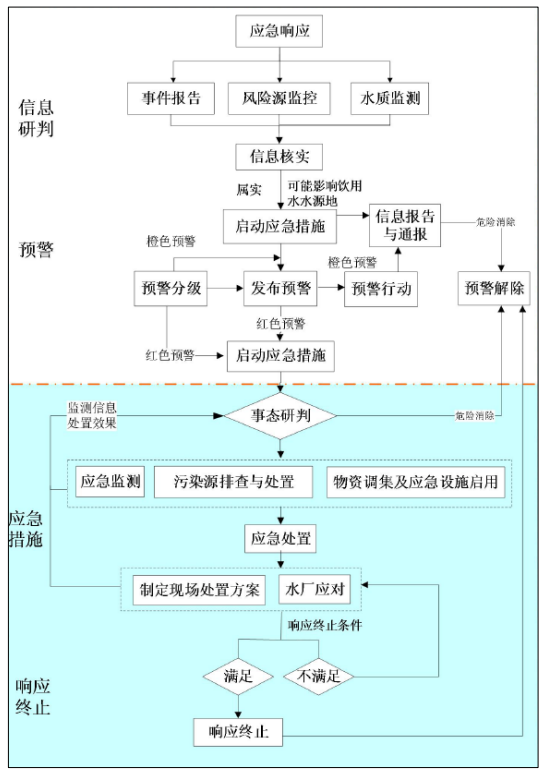 应急响应
事件报告
风险源监控
水质监测
信息
研判
信息核实
属实
可能影响饮用
水水源地
启动应急措施
信息报告
与通报
危险消除
预警
橙色预警
橙色预警
预警分级
发布预警
预警行动
预警解除
红色预警
红色预警
启动应急措施
监测信息
处置效果
事态研判
危险消除
应急监测
污染源排查与处置
物资调集及应急设施启用
应急
措施
应急处置
制定现场处置方案
水厂应对
响应终止条件
满足
不满足
响应
终止
响应终止